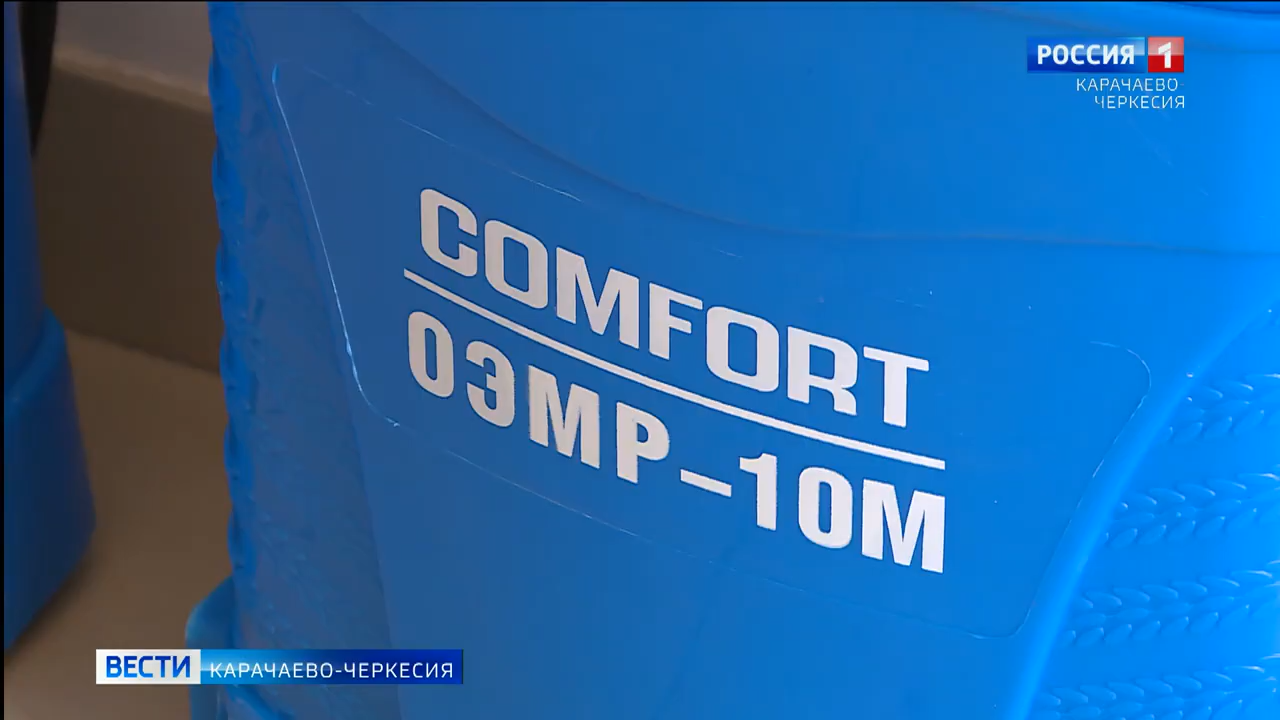 РОССИЯ 1
КАРАЧАЕВО-
ЧЕРКЕСИЯ
COMFORT
ОЭМР-10М
ВЕСТИ КАРАЧАЕВО-ЧЕРКЕСИЯ